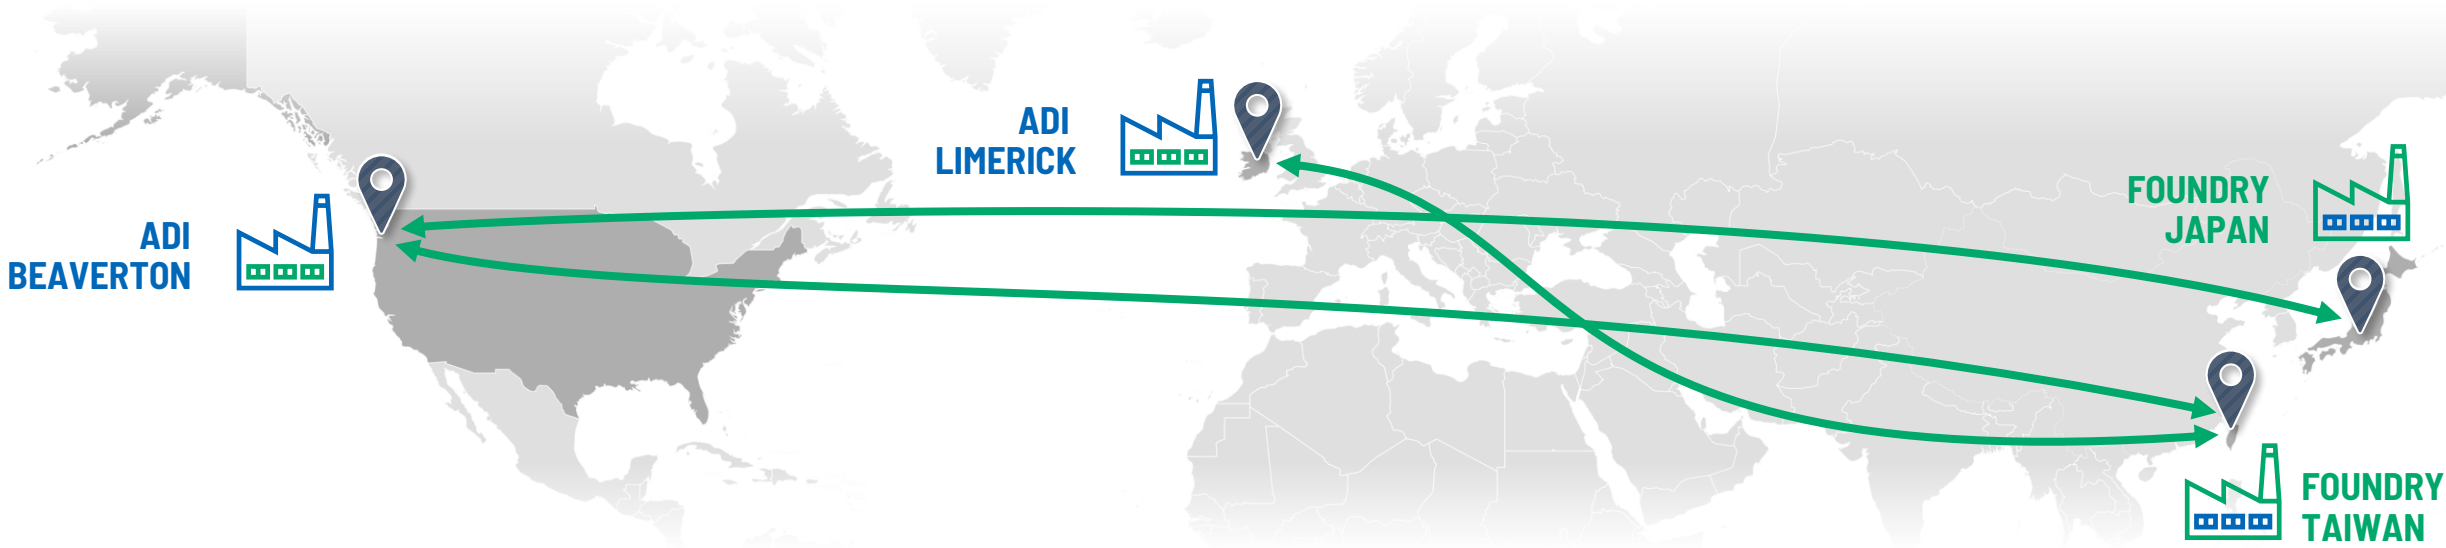 ADI
LIMERICK
FOUNDRY
JAPAN
ADI
BEAVERTON
FOUNDRY
TAIWAN